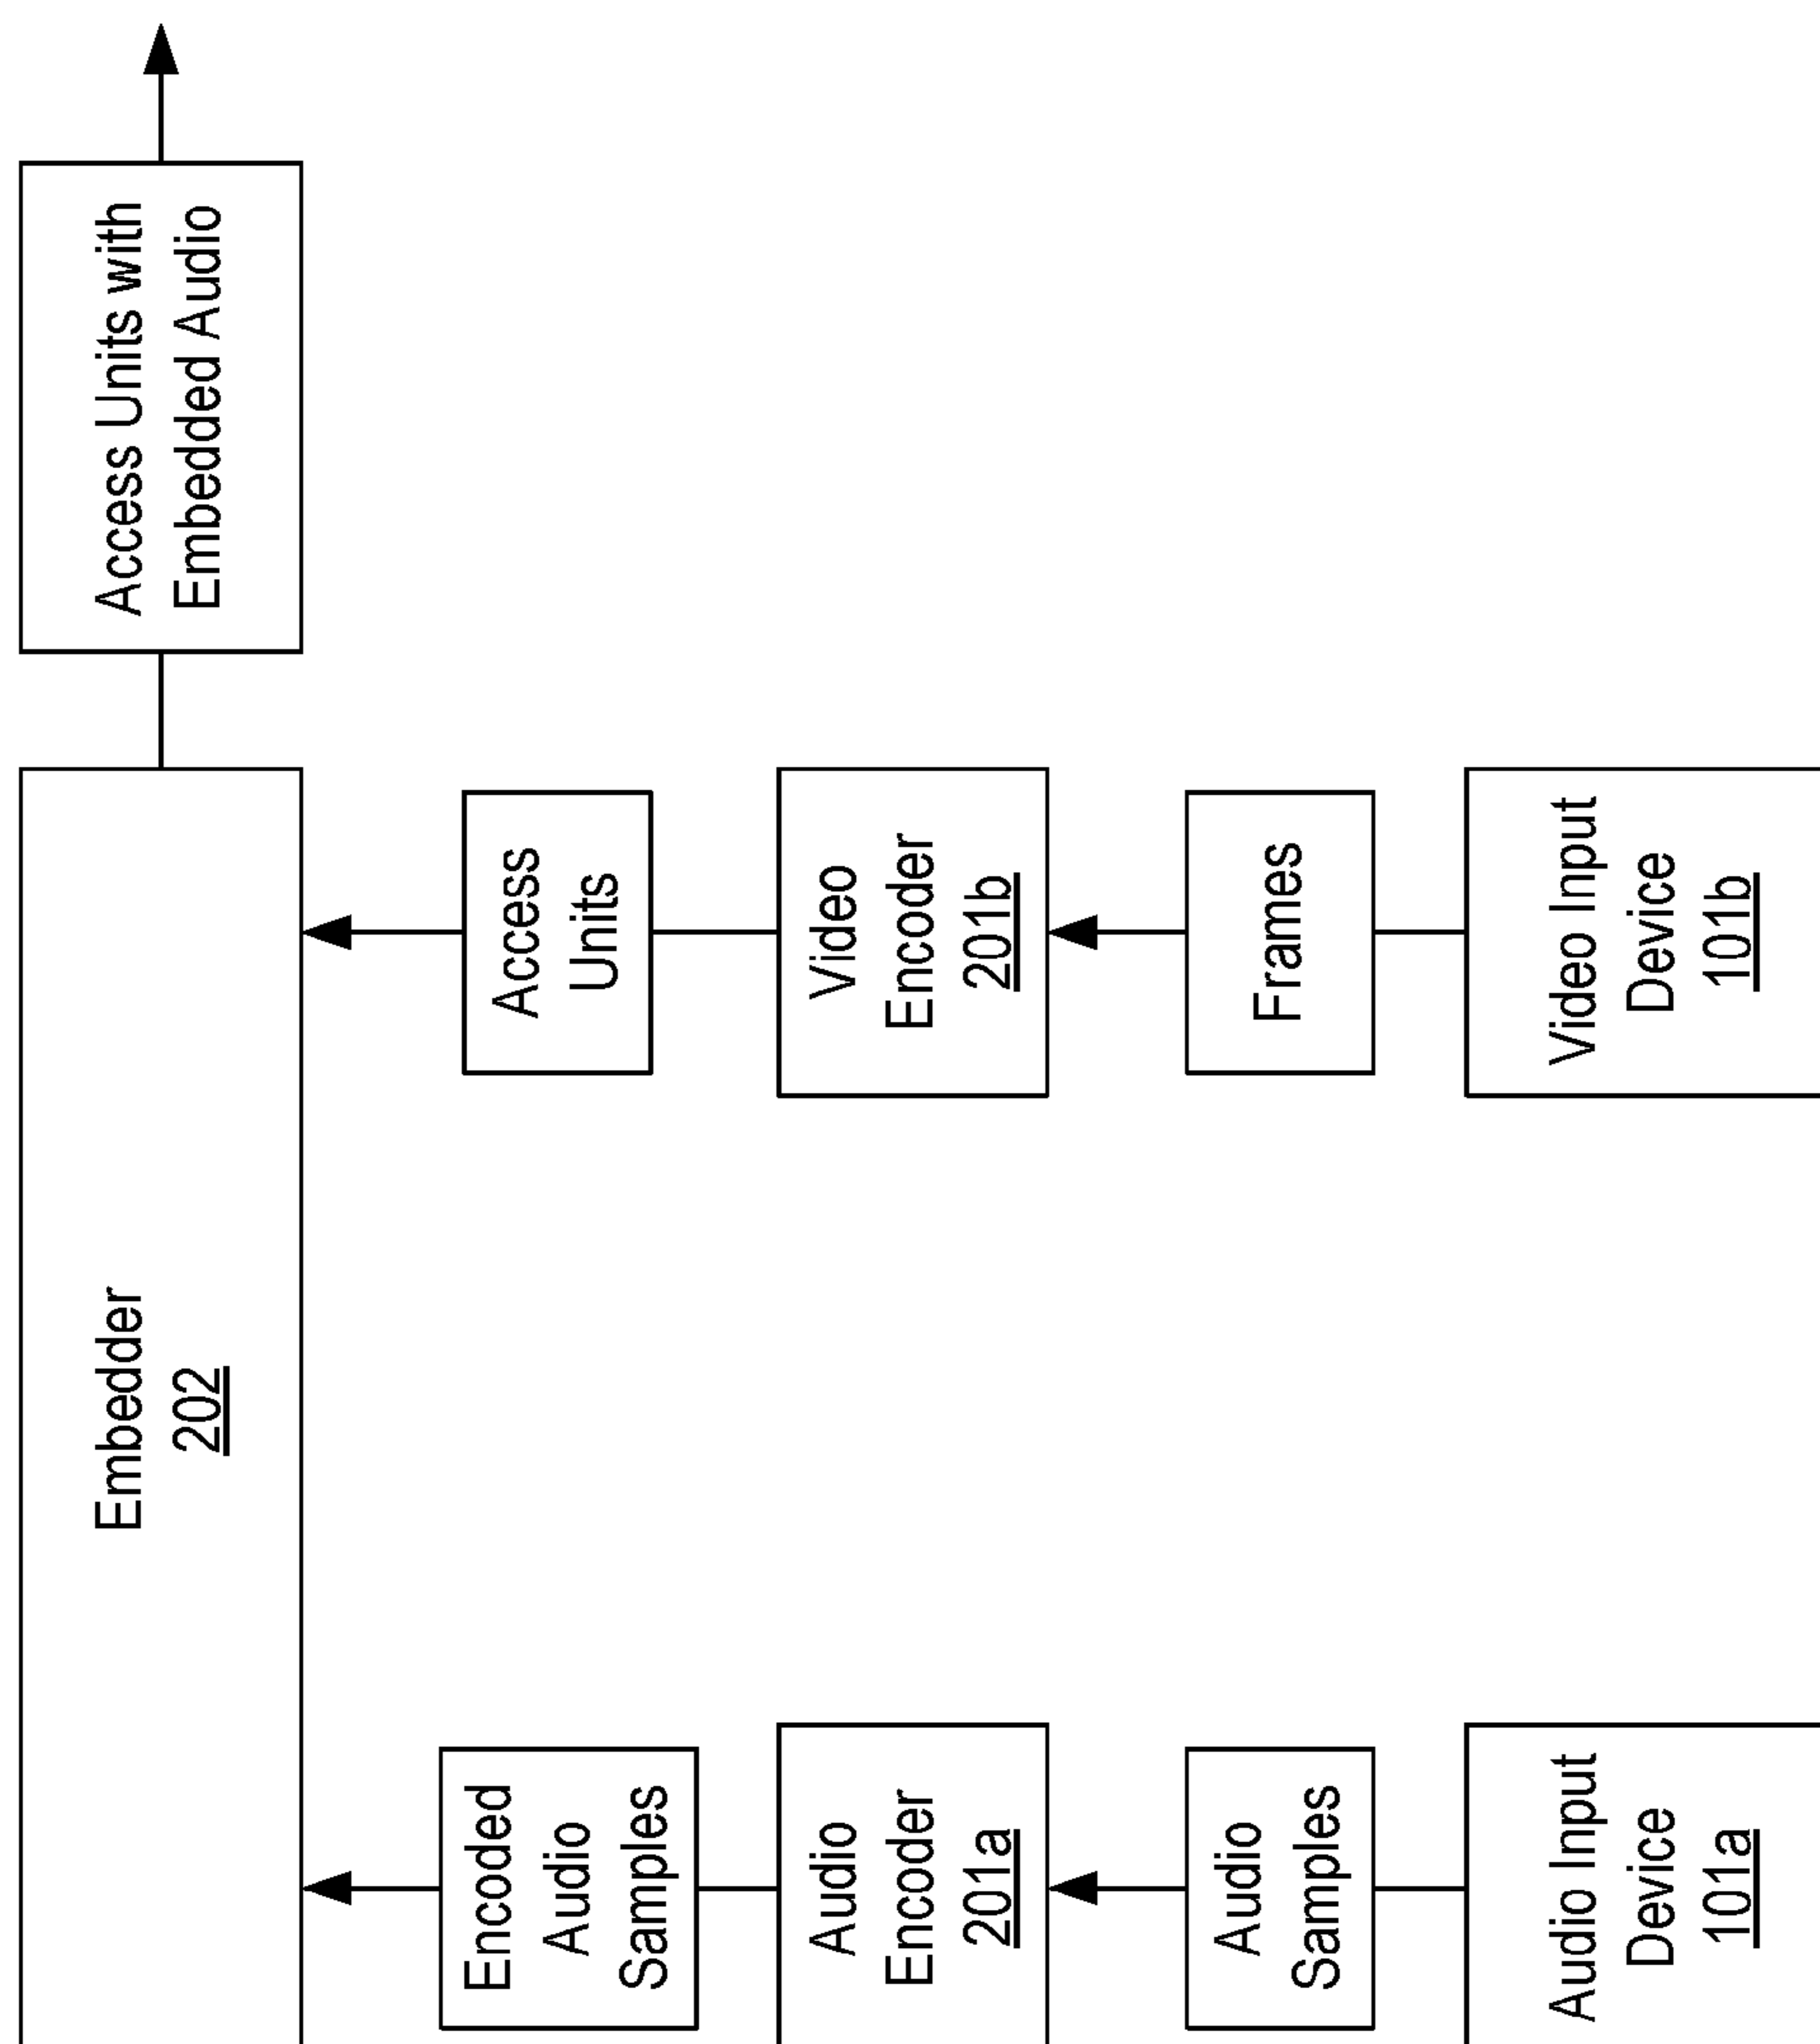 Embedder
202
Access Units with
Embedded Audio
Encoded
Audio
Samples
Access
Units
Audio
Encoder
201a
Video
Encoder
201b
Audio
Samples
Frames
Audio Input
Device
101a
Video Input
Device
101b